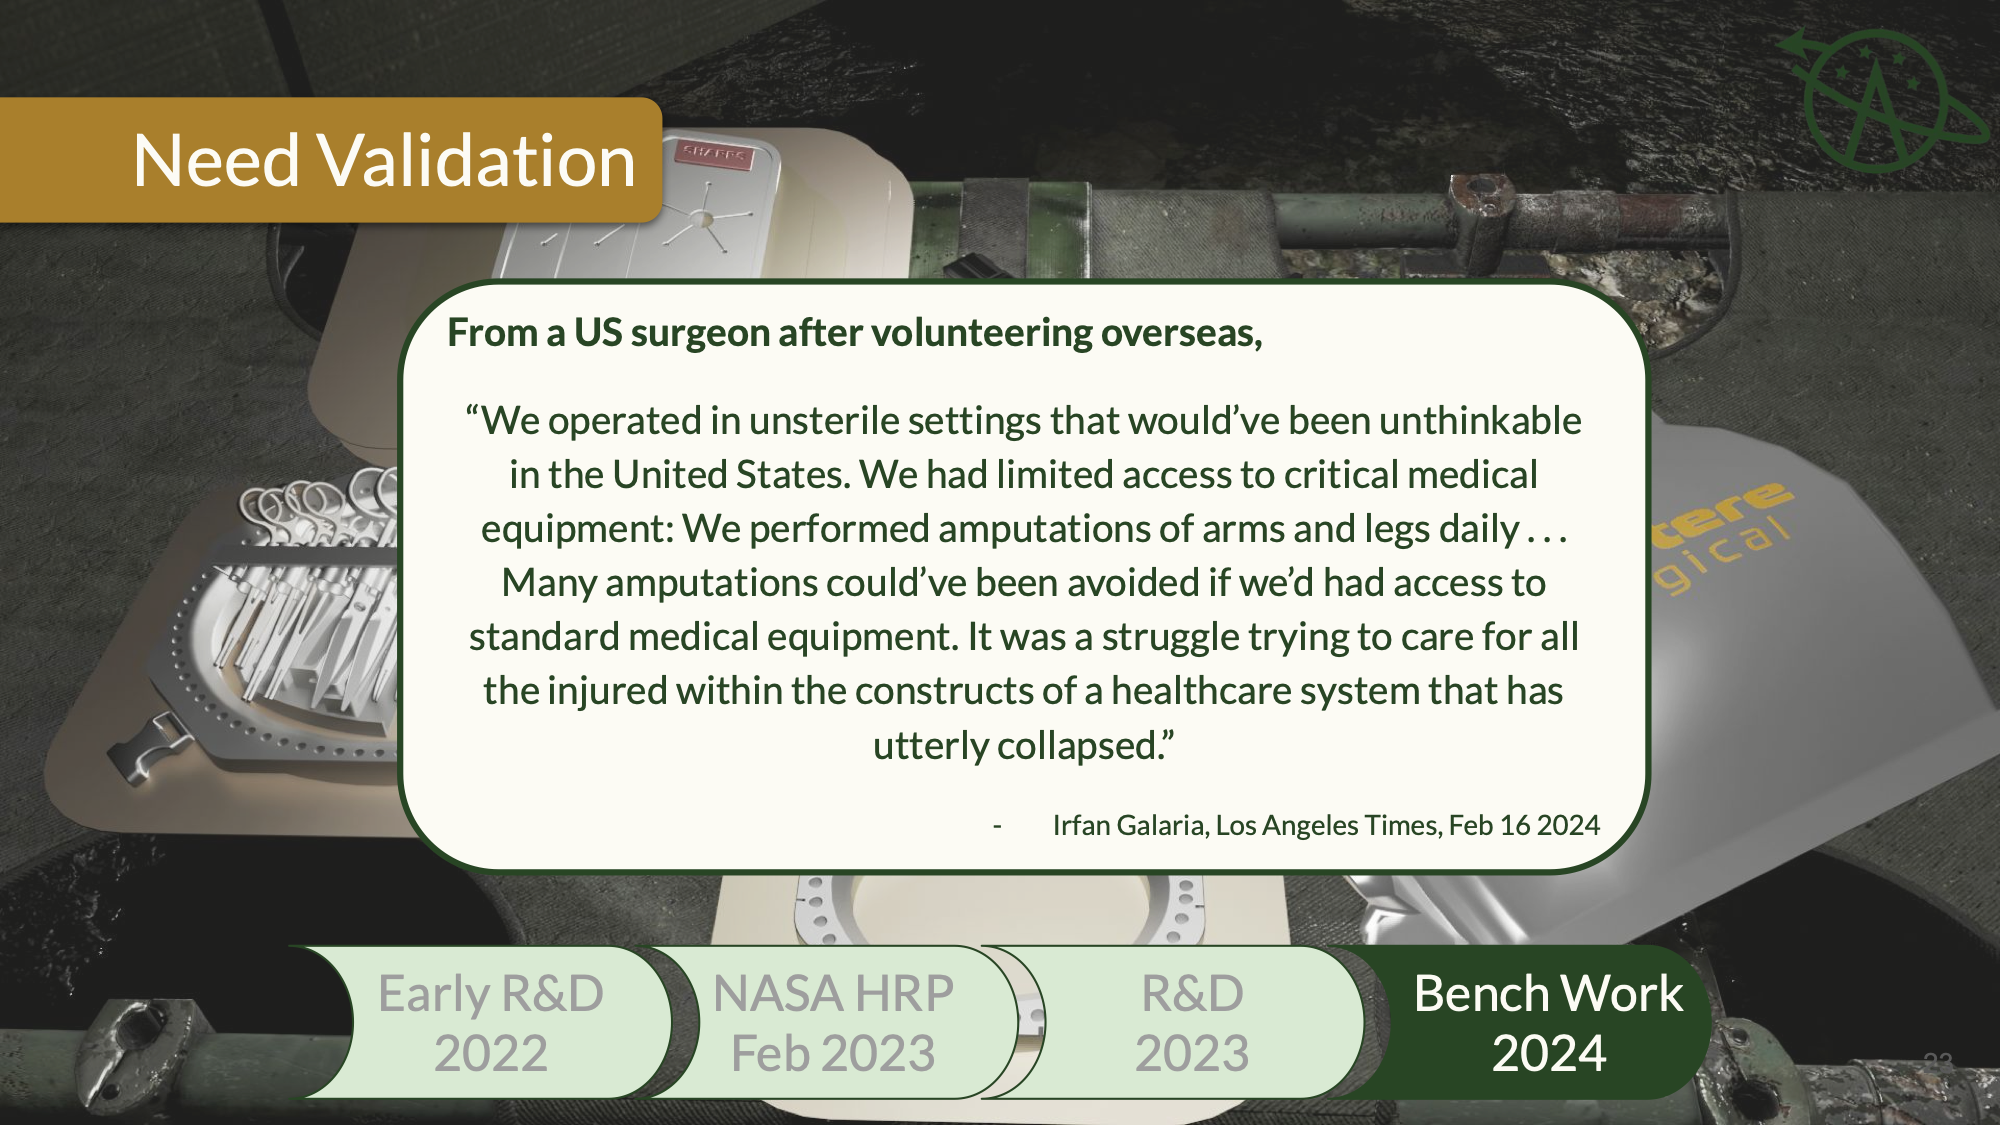 Need Validation
SHARPS
From a US surgeon after volunteering overseas,
“We operated in unsterile settings that would’ve been unthinkable
in the United States. We had limited access to critical medical
equipment: We performed amputations of arms and legs daily . . .
Many amputations could’ve been avoided if we’d had access to
standard medical equipment. It was a struggle trying to care for all
the injured within the constructs of a healthcare system that has
utterly collapsed.”
- Irfan Galaria, Los Angeles Times, Feb 16 2024
tere
gical
Early R&D
2022
NASA HRP
Feb 2023
R&D
2023
Bench Work
2024
23